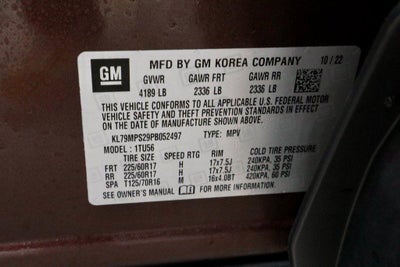 GM
MFD BY GM KOREA COMPANY 10 / 22
GVWR GAWR FRT GAWR RR
4189 LB 2336 LB 2336 LB
THIS VEHICLE CONFORMS TO ALL APPLICABLE U.S. FEDERAL MOTOR
VEHICLE SAFETY AND THEFT PREVENTION STANDARDS IN EFFECT
ON THE DATE OF MANUFACTURE SHOWN ABOVE.
KL79MPS29PB052497 TYPE: MPV
MODEL: 1TU56
TIRE SIZE SPEED RTG RIM COLD TIRE PRESSURE
FRT 225/60R17 H 17x7.5J 240KPA, 35 PSI
RR 225/60R17 H 17x7.5J 240KPA, 35 PSI
SPA T125/70R16 M 16x4.0BT 420KPA, 60 PSI
SEE OWNER'S MANUAL FOR MORE INFORMATION.